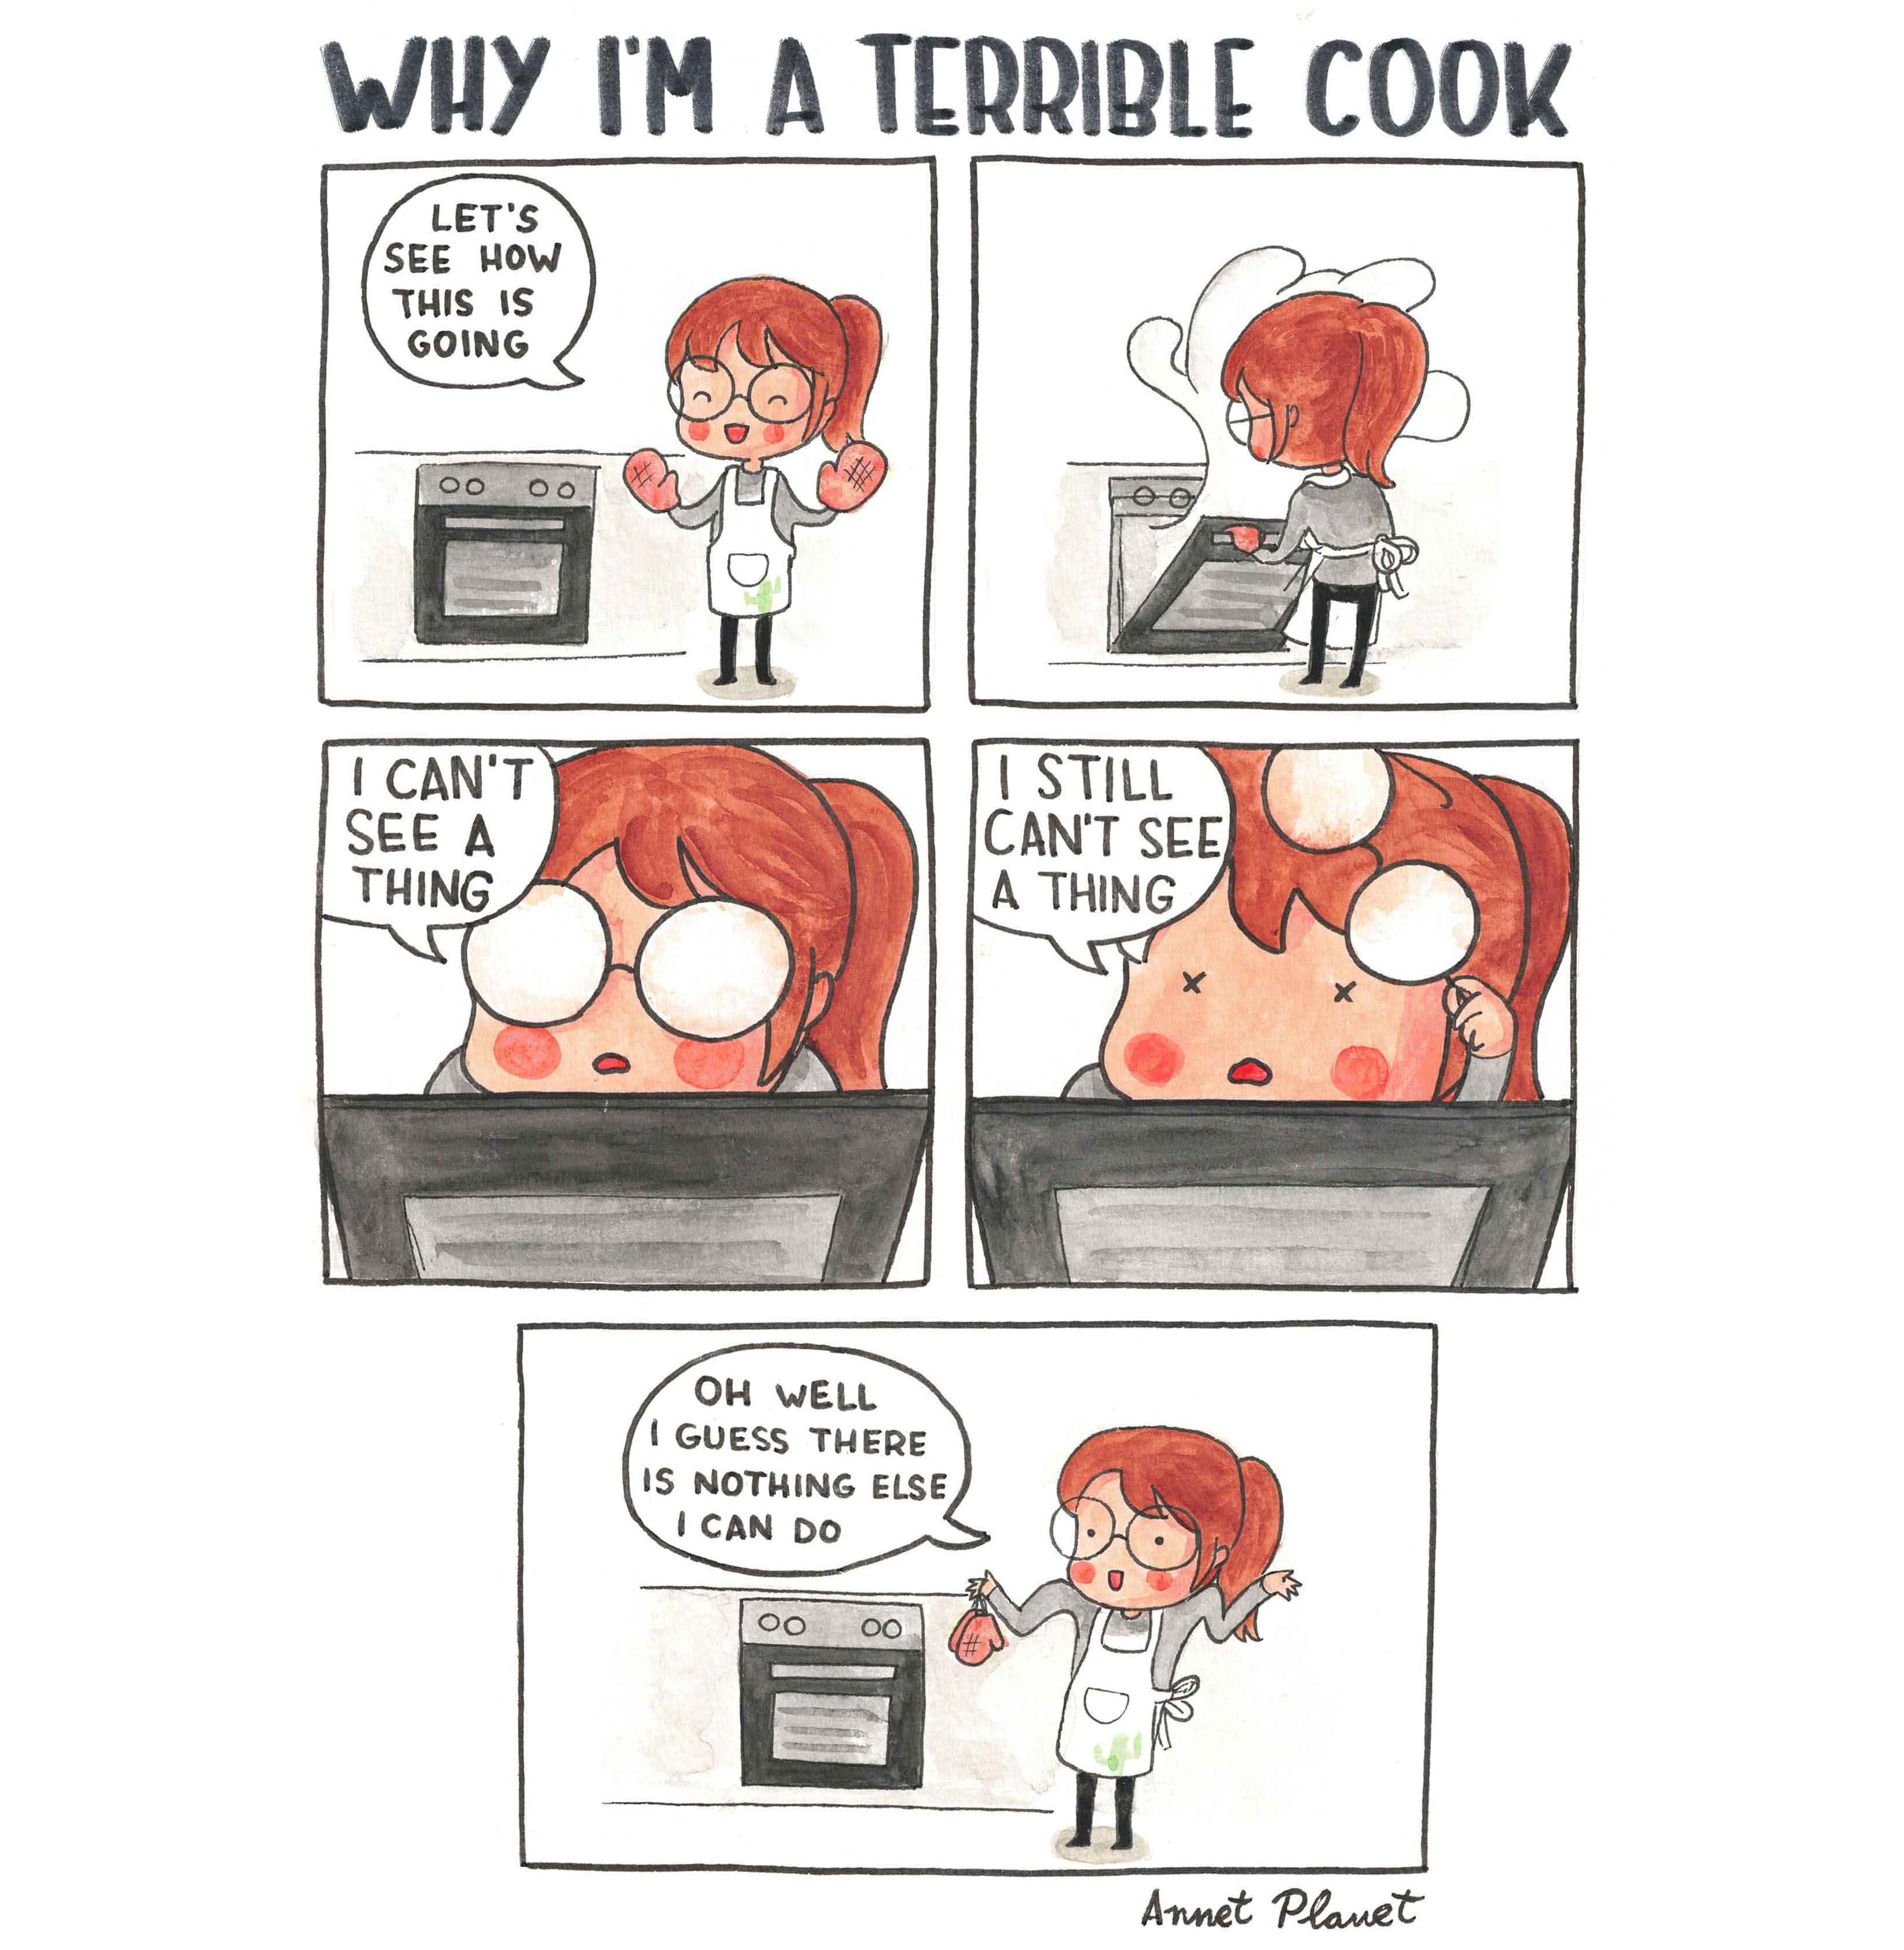 WHY I'M A TERRIBLE COOK
LET'S
SEE HOW
THIS IS
GOING
I CAN'T
SEE A
THING
I STILL
CAN'T SEE
A THING
OH WELL
I GUESS THERE
IS NOTHING ELSE
I CAN DO
Annet Planet